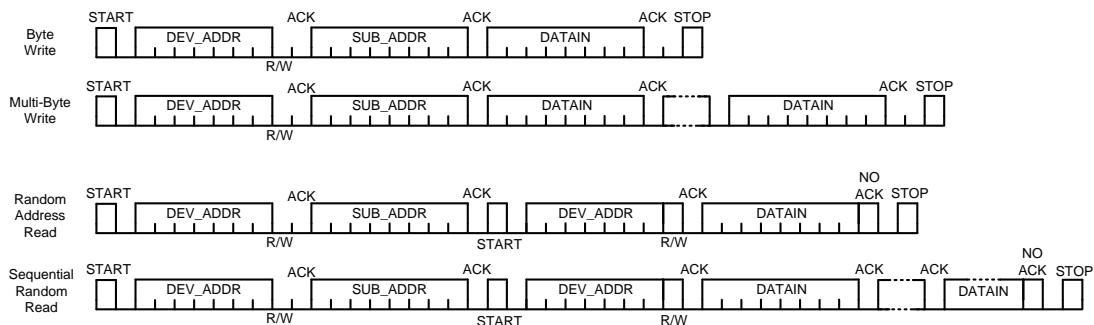 START ACK ACK ACK STOP
Byte
Write
DEV_ADDR SUB_ADDR DATAIN
R/W
START ACK ACK ACK ACK STOP
Multi-Byte
Write
DEV_ADDR SUB_ADDR DATAIN DATAIN
R/W
NO
START ACK ACK ACK ACK STOP
Random
Address
Read
DEV_ADDR SUB_ADDR DEV_ADDR DATAIN
R/W START R/W
NO
START ACK ACK ACK ACK ACK ACK STOP
Sequential
Random
Read
DEV_ADDR SUB_ADDR DEV_ADDR DATAIN DATAIN
R/W START R/W